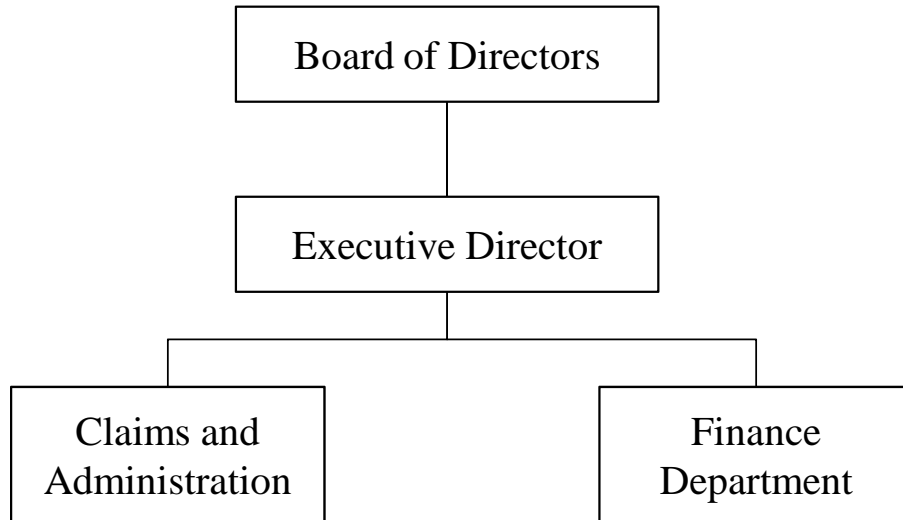 Board of Directors
Executive Director
Claims and
Administration
Finance
Department